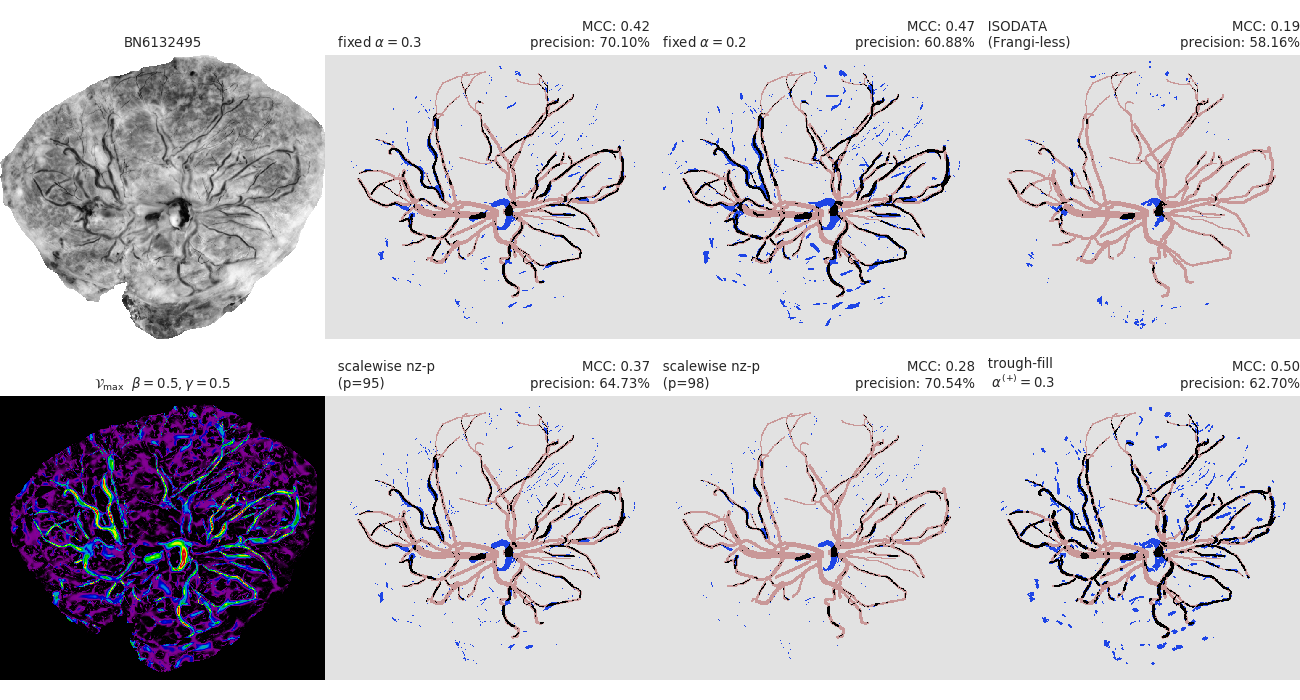 BN6132495
fixed α = 0.3
MCC: 0.42
precision: 70.10%
fixed α = 0.2
MCC: 0.47
precision: 60.88%
ISODATA
(Frangi-less)
MCC: 0.19
precision: 58.16%
𝒱max β = 0.5, γ = 0.5
scalewise nz-p
(p=95)
MCC: 0.37
precision: 64.73%
scalewise nz-p
(p=98)
MCC: 0.28
precision: 70.54%
trough-fill
α(+) = 0.3
MCC: 0.50
precision: 62.70%